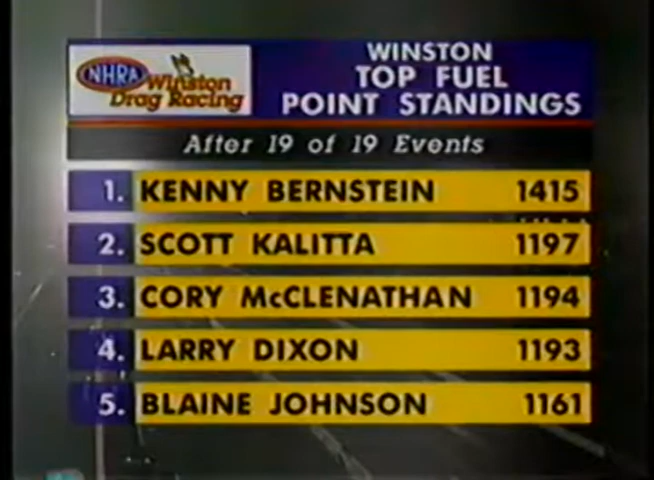 NHRA
Winston
Drag Racing
WINSTON
TOP FUEL
POINT STANDINGS
After 19 of 19 Events
1. KENNY BERNSTEIN 1415
2. SCOTT KALITTA 1197
3. CORY McCLENATHAN 1194
4. LARRY DIXON 1193
5. BLAINE JOHNSON 1161